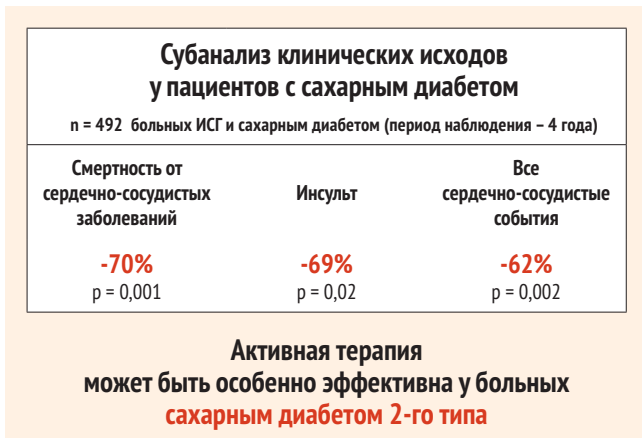 Субанализ клинических исходов
у пациентов с сахарным диабетом
n = 492 больных ИСГ и сахарным диабетом (период наблюдения – 4 года)
Смертность от
сердечно-сосудистых
заболеваний
-70%
p = 0,001
Инсульт
-69%
p = 0,02
Все
сердечно-сосудистые
события
-62%
p = 0,002
Активная терапия
может быть особенно эффективна у больных
сахарным диабетом 2-го типа